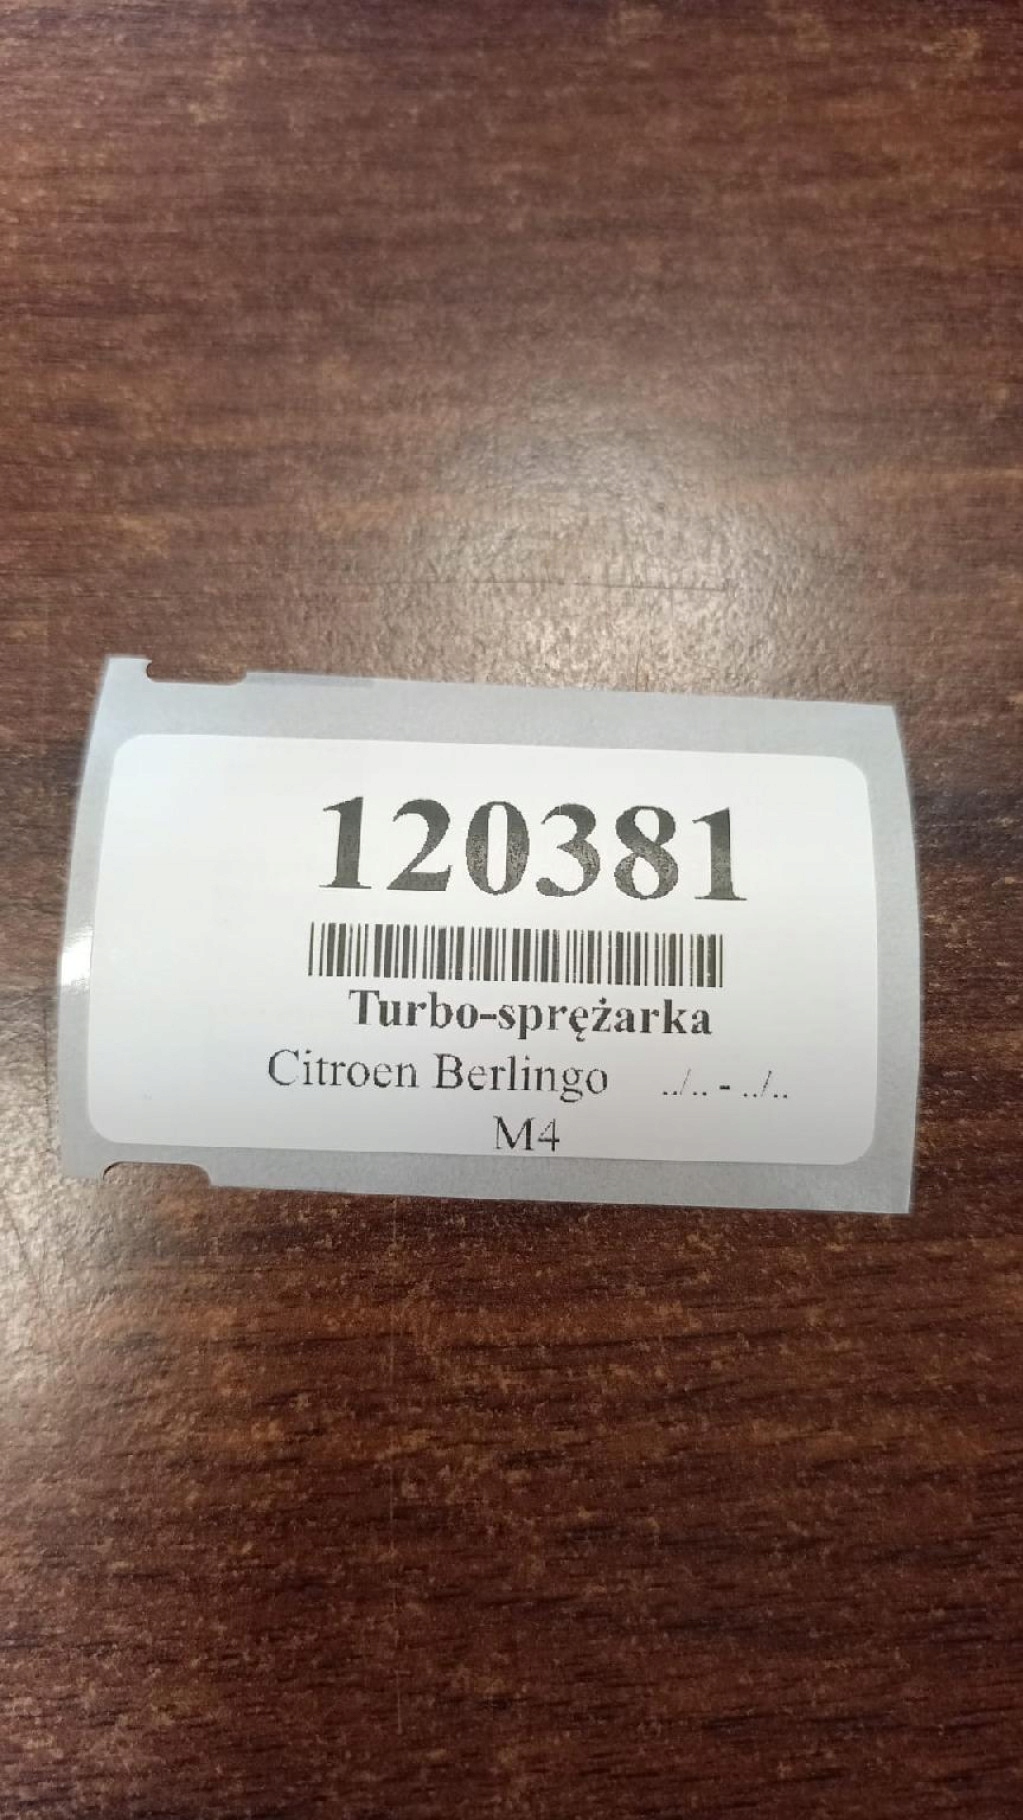 120381
Turbo-sprężarka
Citroen Berlingo ../.. - ../..
M4